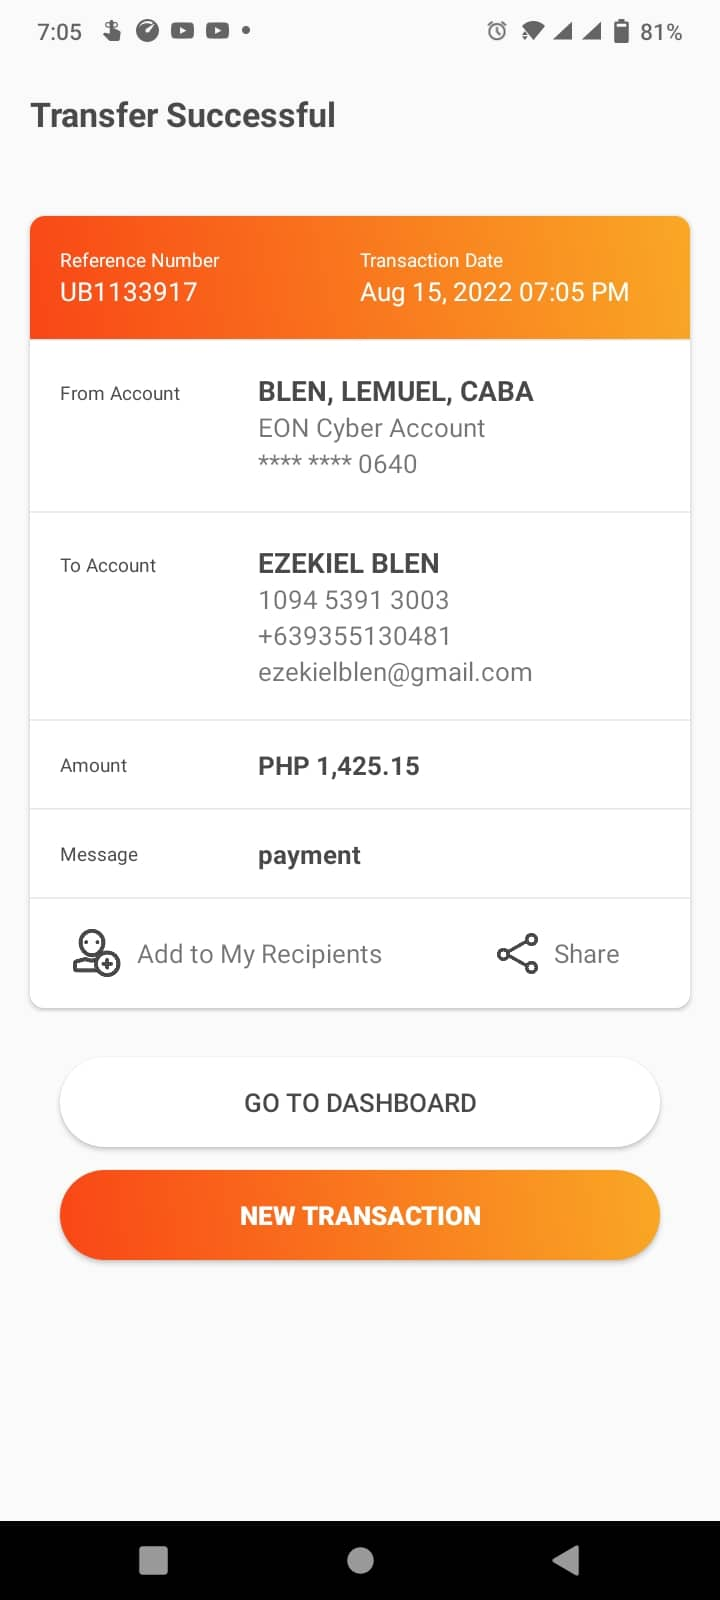 7:05
81%
Transfer Successful
Reference Number
UB1133917
Transaction Date
Aug 15, 2022 07:05 PM
From Account
BLEN, LEMUEL, CABA
EON Cyber Account
**** **** 0640
To Account
EZEKIEL BLEN
1094 5391 3003
+639355130481
ezekielblen@gmail.com
Amount
PHP 1,425.15
Message
payment
Add to My Recipients
Share
GO TO DASHBOARD
NEW TRANSACTION